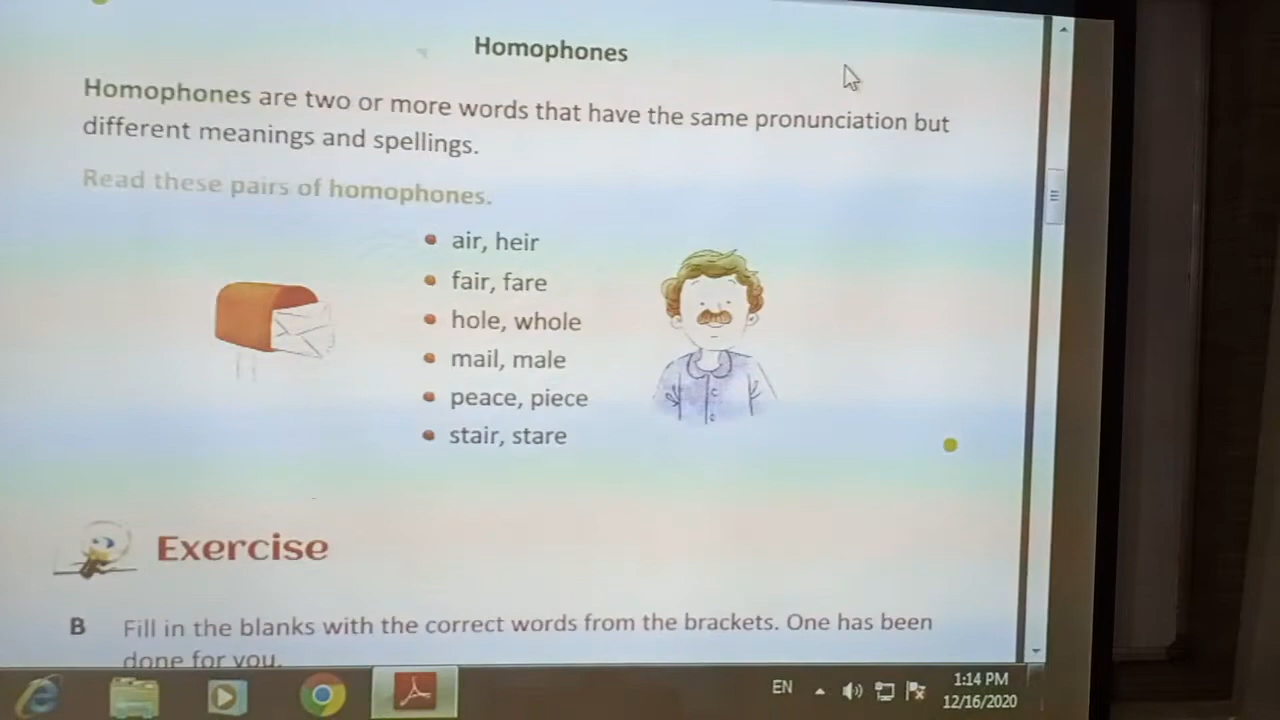 Homophones
Homophones are two or more words that have the same pronunciation but
different meanings and spellings.
Read these pairs of homophones.
air, heir
fair, fare
hole, whole
mail, male
peace, piece
stair, stare
Exercise
B Fill in the blanks with the correct words from the brackets. One has been
done for you.
EN
1:14 PM
12/16/2020